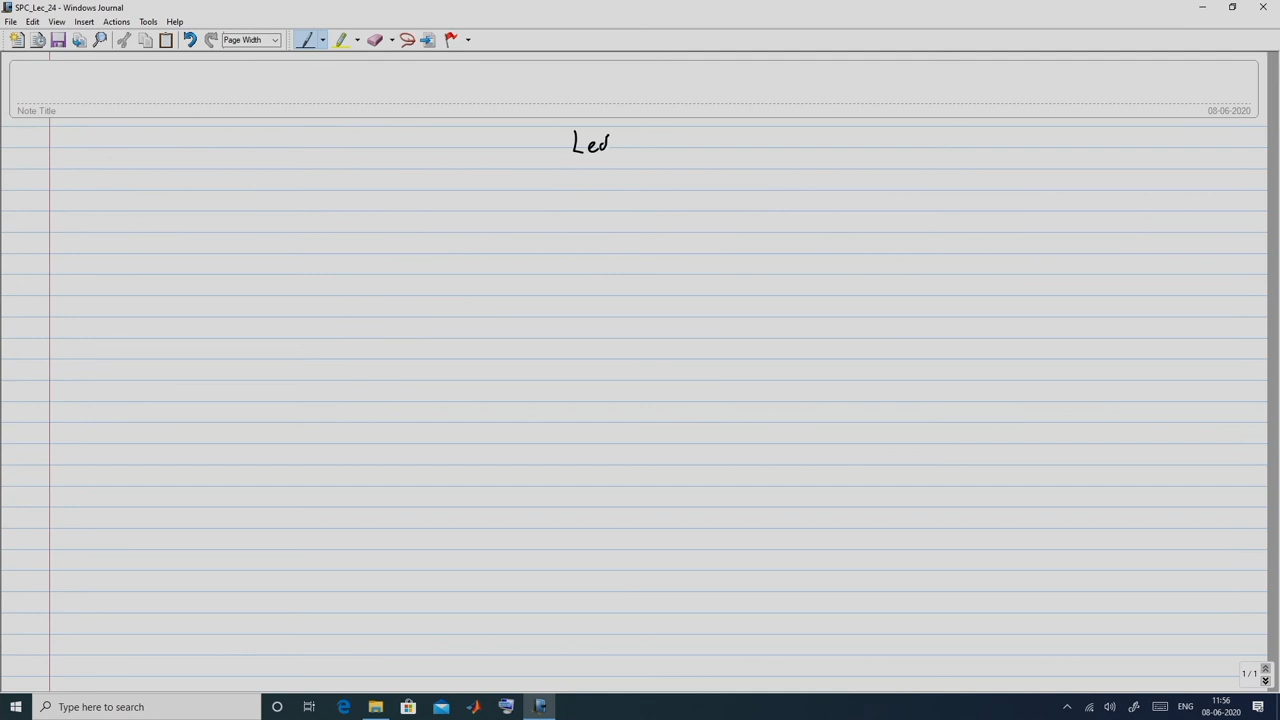 SPC_Lec_24 - Windows Journal
File Edit View Insert Actions Tools Help
Page Width
Note Title
08-06-2020
Lec
1 / 1
Type here to search
ENG
11:56
08-06-2020